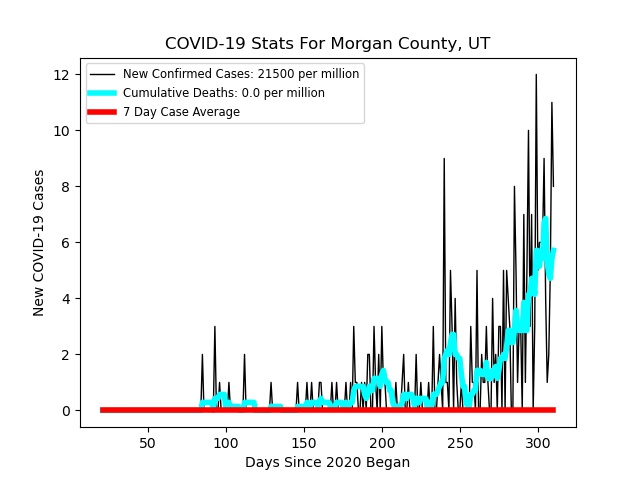 COVID-19 Stats For Morgan County, UT
New Confirmed Cases: 21500 per million
Cumulative Deaths: 0.0 per million
7 Day Case Average
12
10
8
6
4
2
0
New COVID-19 Cases
50 100 150 200 250 300
Days Since 2020 Began